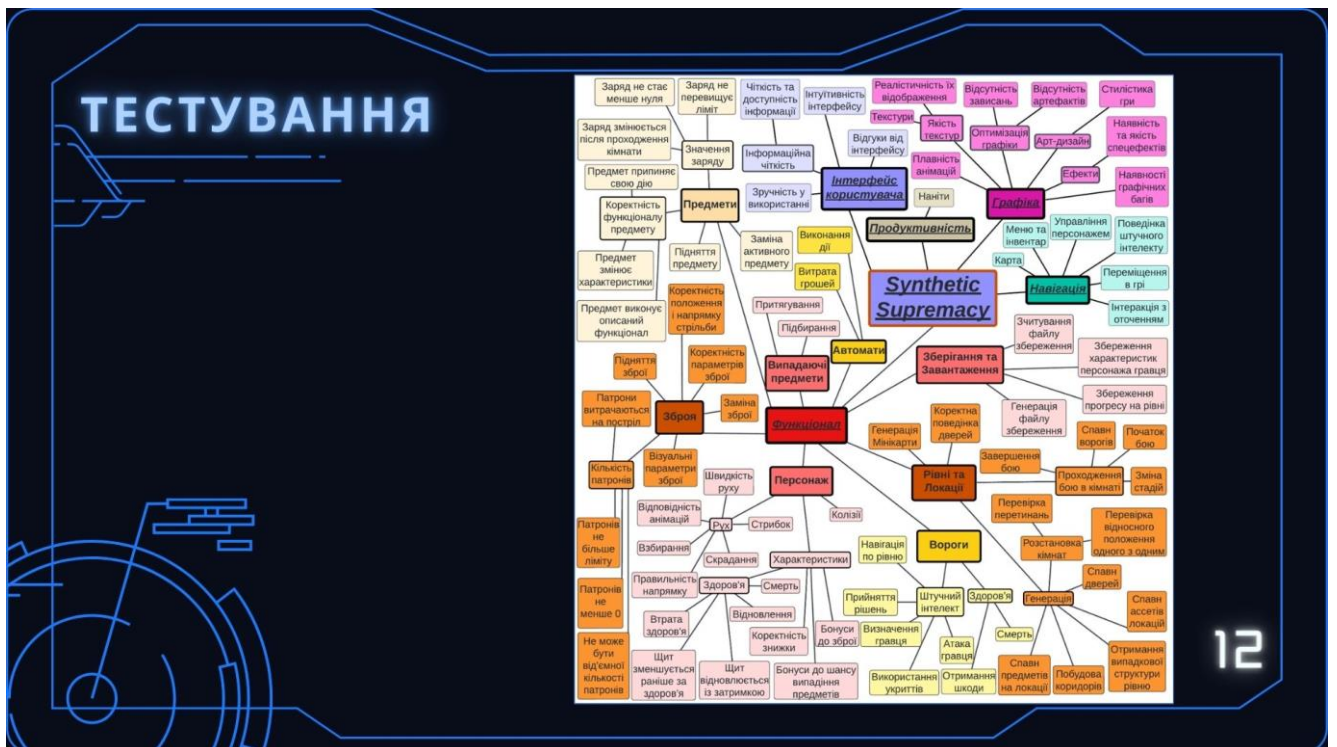 ТЕСТУВАННЯ
Заряд не стає
менше нуля
Заряд не
перевищує
ліміт
Чіткість та
доступність
інформації
Інтуїтивність
інтерфейсу
Реалістичність їх
відображення
Відсутність
зависань
Відсутність
артефактів
Стилістика
гри
Текстури
Якість
текстур
Оптимізація
графіки
Арт-дизайн
Наявність
та якість
спецефектів
Заряд змінюється
після проходження
кімнати
Значення
заряду
Інформаційна
чіткість
Відгуки від
інтерфейсу
Плавність
анімацій
Ефекти
Предмет припиняє
свою дію
Зручність у
використанні
Інтерфейс
користувача
Наніти
Графіка
Наявності
графічних
багів
Коректність
функціоналу
предмету
Предмети
Продуктивність
Меню та
інвентар
Управління
персонажем
Поведінка
штучного
інтелекту
Підняття
предмету
Заміна
активного
предмету
Виконання
дії
Карта
Переміщення
в грі
Предмет
змінює
характеристики
Витрата
грошей
Synthetic
Supremacy
Навігація
Інтеракція з
оточенням
Предмет виконує
описаний
функціонал
Коректність
положення
і напрямку
стрільби
Притягування
Підбирання
Автомати
Зчитування
файлу
збереження
Збереження
характеристик
персонажа гравця
Підняття
зброї
Коректність
параметрів
зброї
Випадаючі
предмети
Зберігання та
Завантаження
Збереження
прогресу на рівні
Патрони
витрачаються
на постріл
Зброя
Заміна
зброї
Функціонал
Генерація
Мінікарти
Коректна
поведінка
дверей
Генерація
файлу
збереження
Спавн
ворогів
Початок
бою
Кількість
патронів
Візуальні
параметри
зброї
Швидкість
руху
Персонаж
Рівні та
Локації
Завершення
бою
Проходження
бою в кімнаті
Зміна
стадій
Відповідність
анімацій
Рух
Стрибок
Колізії
Перевірка
перетинань
Перевірка
відносного
положення
одного з одним
Патронів
не
більше
ліміту
Взбирання
Скрадання
Характеристики
Навігація
по рівню
Вороги
Розстановка
кімнат
Правильність
напрямку
Здоров'я
Смерть
Прийняття
рішень
Штучний
інтелект
Здоров'я
Генерація
Спавн
дверей
Патронів
не
менше 0
Втрата
здоров'я
Відновлення
Визначення
гравця
Атака
гравця
Смерть
Спавн
ассетів
локацій
Не може
бути
від'ємної
кількості
патронів
Щит
зменшується
раніше за
здоров'я
Щит
відновлюється
із затримкою
Коректність
знижки
Бонуси
до зброї
Бонуси до шансу
випадіння
предметів
Використання
укриттів
Отримання
шкоди
Спавн
предметів
на локації
Побудова
коридорів
Отримання
випадкової
структури
рівню
12